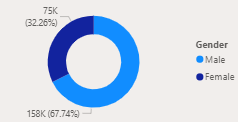 75K
(32.26%)
158K (67.74%)
Gender
Male
Female